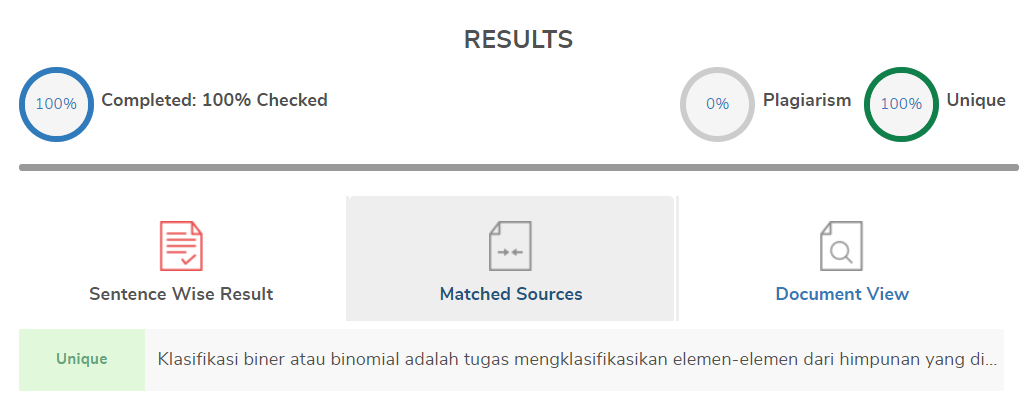 RESULTS
100% Completed: 100% Checked
0% Plagiarism 100% Unique
Sentence Wise Result
Matched Sources
Document View
Unique Klasifikasi biner atau binomial adalah tugas mengklasifikasikan elemen-elemen dari himpunan yang di...